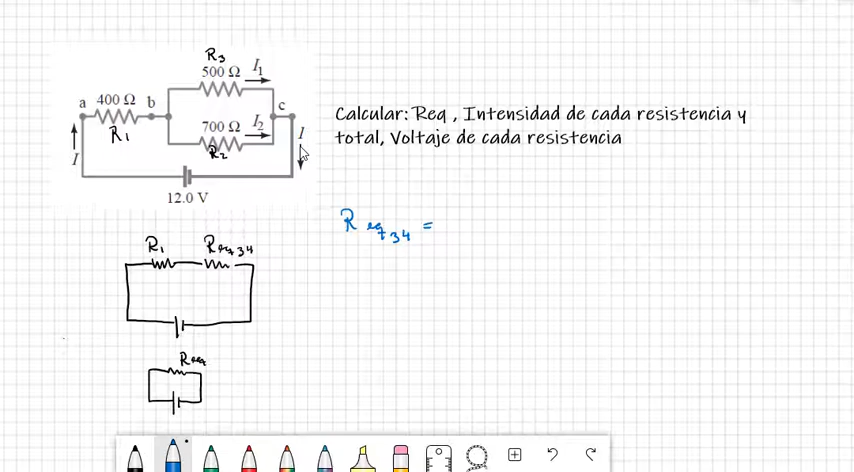 R3
500 Ω I1
a 400 Ω b
R1
c
700 Ω I2
R2
I
I
12.0 V
Calcular: Req , Intensidad de cada resistencia y
total, Voltaje de cada resistencia
Req34 =
R1 Req34
Req